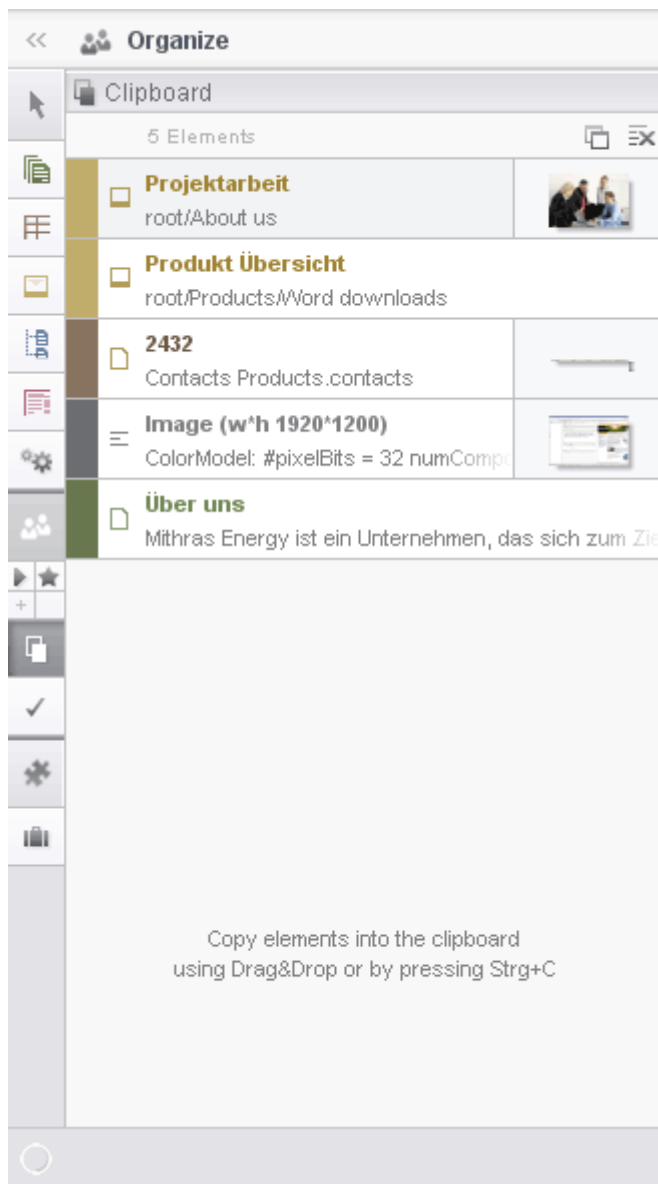 Organize
Clipboard
5 Elements
Projektarbeit
root/About us
Produkt Übersicht
root/Products/Word downloads
2432
Contacts Products.contacts
Image (w*h 1920*1200)
ColorModel: #pixelBits = 32 numCompo
Über uns
Mithras Energy ist ein Unternehmen, das sich zum Zie
Copy elements into the clipboard
using Drag&Drop or by pressing Strg+C